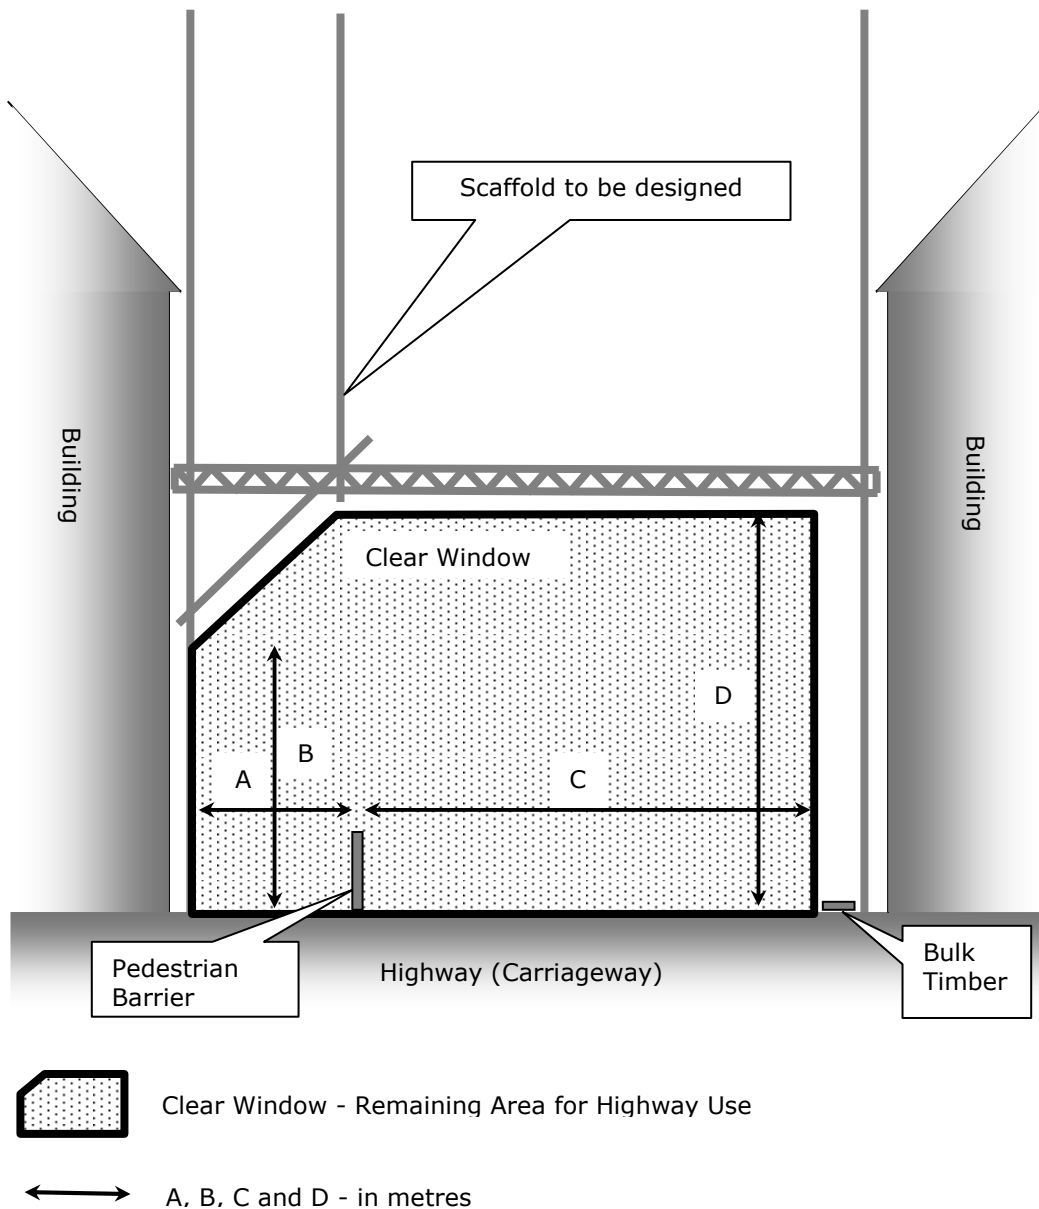 Scaffold to be designed
Building
Building
Clear Window
D
B
A
C
Pedestrian
Barrier
Highway (Carriageway)
Bulk
Timber
Clear Window - Remaining Area for Highway Use
A, B, C and D - in metres